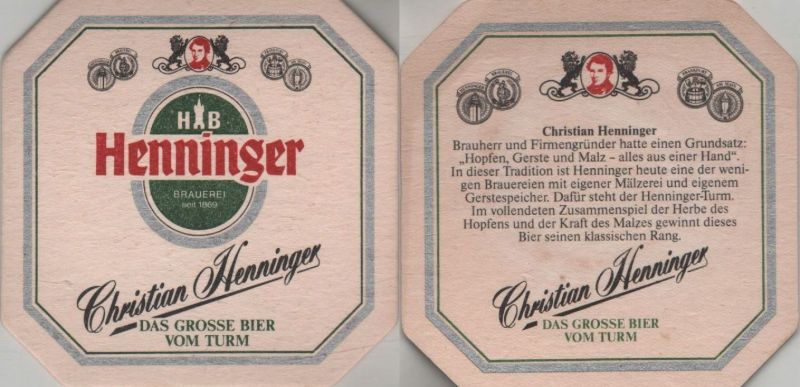 HB
Henninger
BRAUEREI
seit 1869
Christian Henninger
DAS GROSSE BIER
VOM TURM
Christian Henninger
Brauherr und Firmengründer hatte einen Grundsatz:
„Hopfen, Gerste und Malz – alles aus einer Hand“.
In dieser Tradition ist Henninger heute eine der weni-
gen Brauereien mit eigener Mälzerei und eigenem
Gerstespeicher. Dafür steht der Henninger-Turm.
Im vollendeten Zusammenspiel der Herbe des
Hopfens und der Kraft des Malzes gewinnt dieses
Bier seinen klassischen Rang.
Christian Henninger
DAS GROSSE BIER
VOM TURM